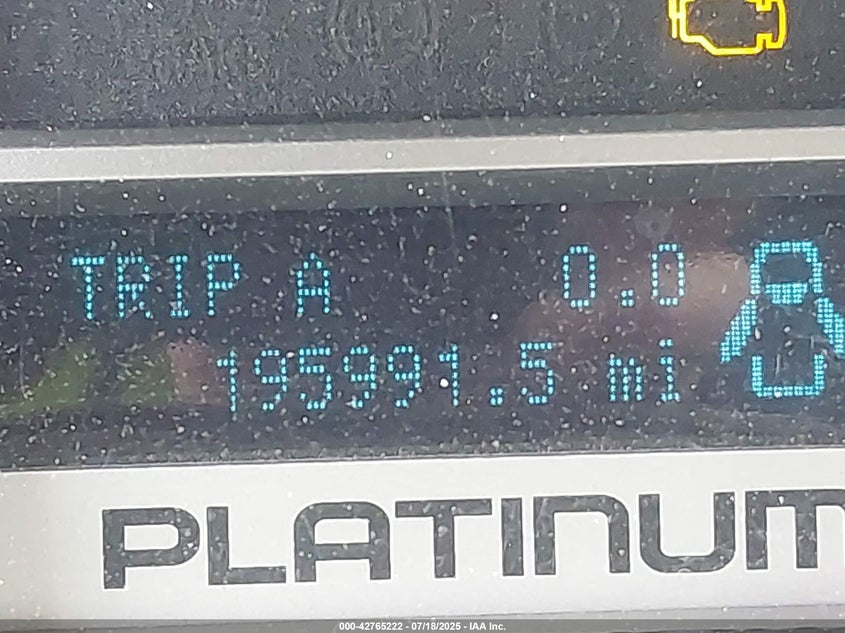 TRIP A 0.0
195991.5 mi
PLATINUM
000-42765222 - 07/18/2025 - IAA Inc.